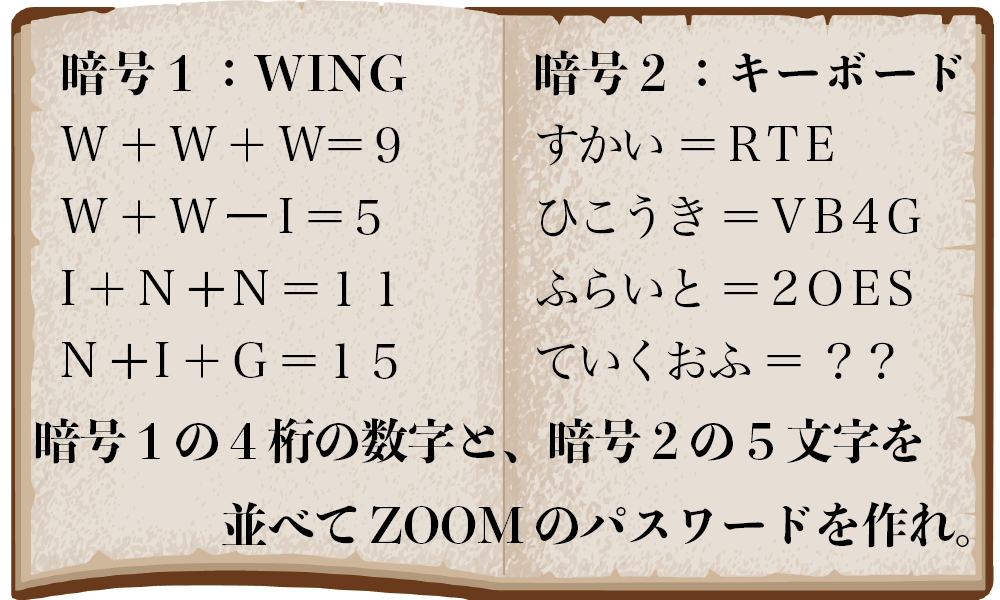 暗号1：WING
W＋W＋W＝9
W＋W－I＝5
I＋N＋N＝11
N＋I＋G＝15
暗号2：キーボード
すかい＝RTE
ひこうき＝VB4G
ふらいと＝2OES
ていくおふ＝？？
暗号1の4桁の数字と、暗号2の5文字を
並べてZOOMのパスワードを作れ。